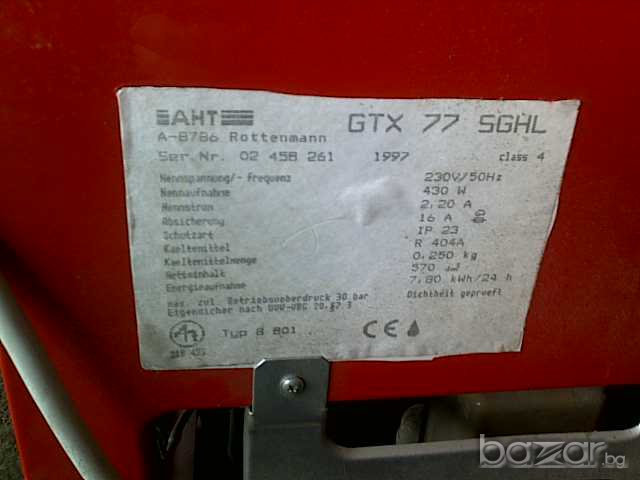 AHT GTX 77 SGHL
A-8786 Rottenmann
Ser.Nr. 02 458 261 1997 class 4
Nennspannung/- frequenz 230V/50Hz
Nennaufnahme 430 W
Nennstrom 2,20 A
Absicherung 16 A
Schutzart IP 23
Kaeltemittel R 404A
Kaeltemittelmenge 0,250 kg
Nettoinhalt 570
Energieaufnahme 7,80 kWh/24 h
max. zul. Betriebsueberdruck 30 bar Dichtheit geprueft
Eigensicher nach
Typ B 801 CE
bazar.bg